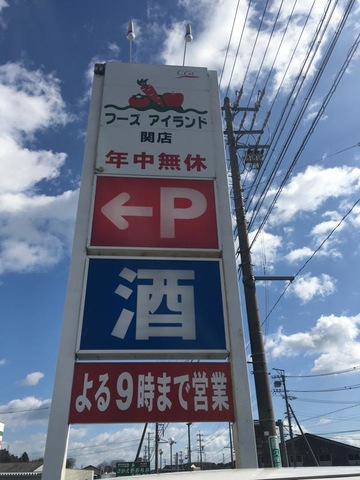 CGC
フーズ アイランド
関店
年中無休
←P
酒
よる9時まで営業